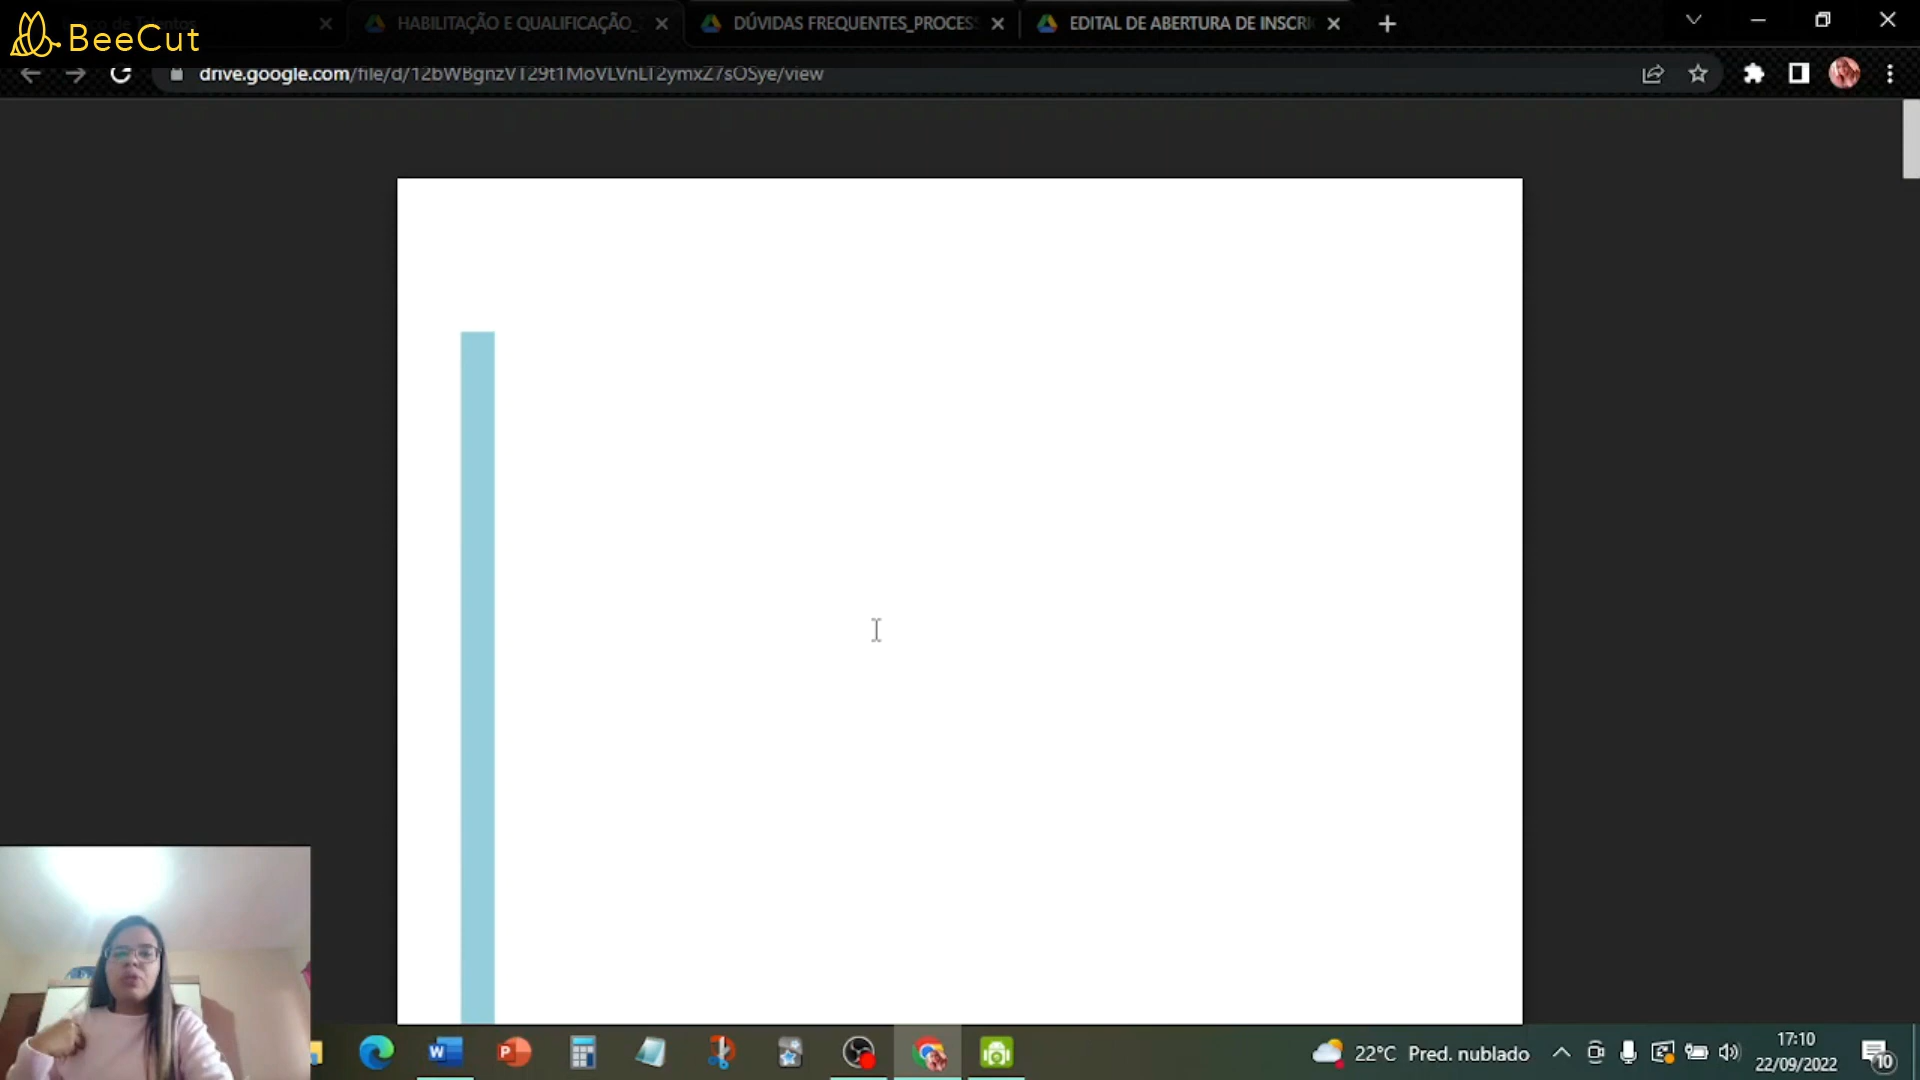 BeeCut
HABILITAÇÃO E QUALIFICAÇÃO_
DÚVIDAS FREQUENTES_PROCES
EDITAL DE ABERTURA DE INSCRI
drive.google.com/file/d/12bWBgnzVT29t1MoVLVnLT2ymxZ7sOSye/view
22°C Pred. nublado
17:10
22/09/2022
10